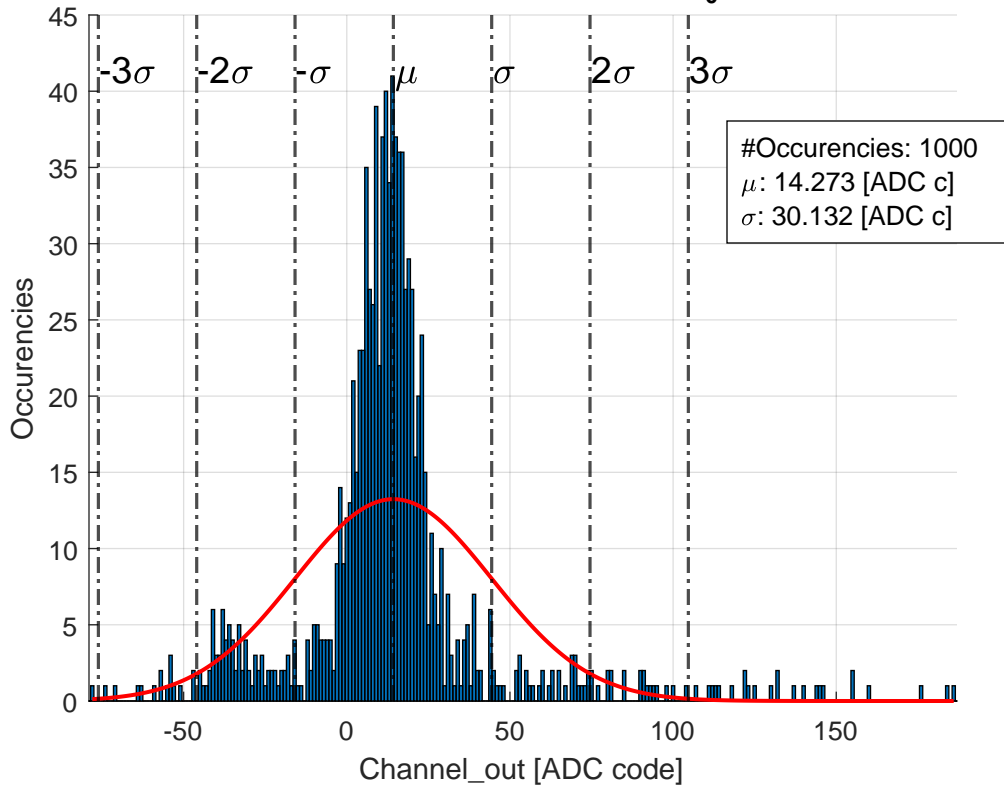 45
40
35
30
25
20
15
10
5
0
-3σ -2σ -σ μ σ 2σ 3σ
#Occurencies: 1000
μ: 14.273 [ADC c]
σ: 30.132 [ADC c]
Occurencies
-50 0 50 100 150
Channel_out [ADC code]